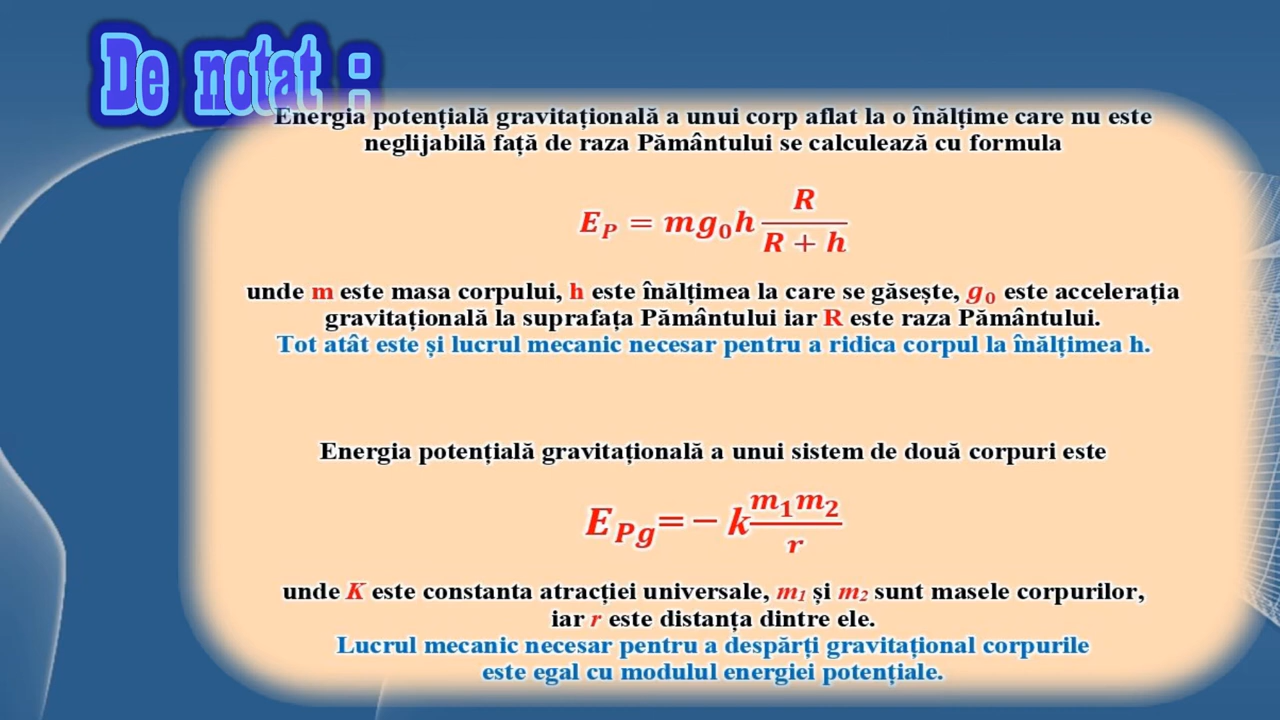 De notat :
Energia potențială gravitațională a unui corp aflat la o înălțime care nu este
neglijabilă față de raza Pământului se calculează cu formula
E_P = mg₀h R/(R + h)
unde m este masa corpului, h este înălțimea la care se găsește, g₀ este accelerația
gravitațională la suprafața Pământului iar R este raza Pământului.
Tot atât este și lucrul mecanic necesar pentru a ridica corpul la înălțimea h.
Energia potențială gravitațională a unui sistem de două corpuri este
E_Pg = − k m₁m₂/r
unde K este constanta atracției universale, m₁ și m₂ sunt masele corpurilor,
iar r este distanța dintre ele.
Lucrul mecanic necesar pentru a despărți gravitațional corpurile
este egal cu modulul energiei potențiale.